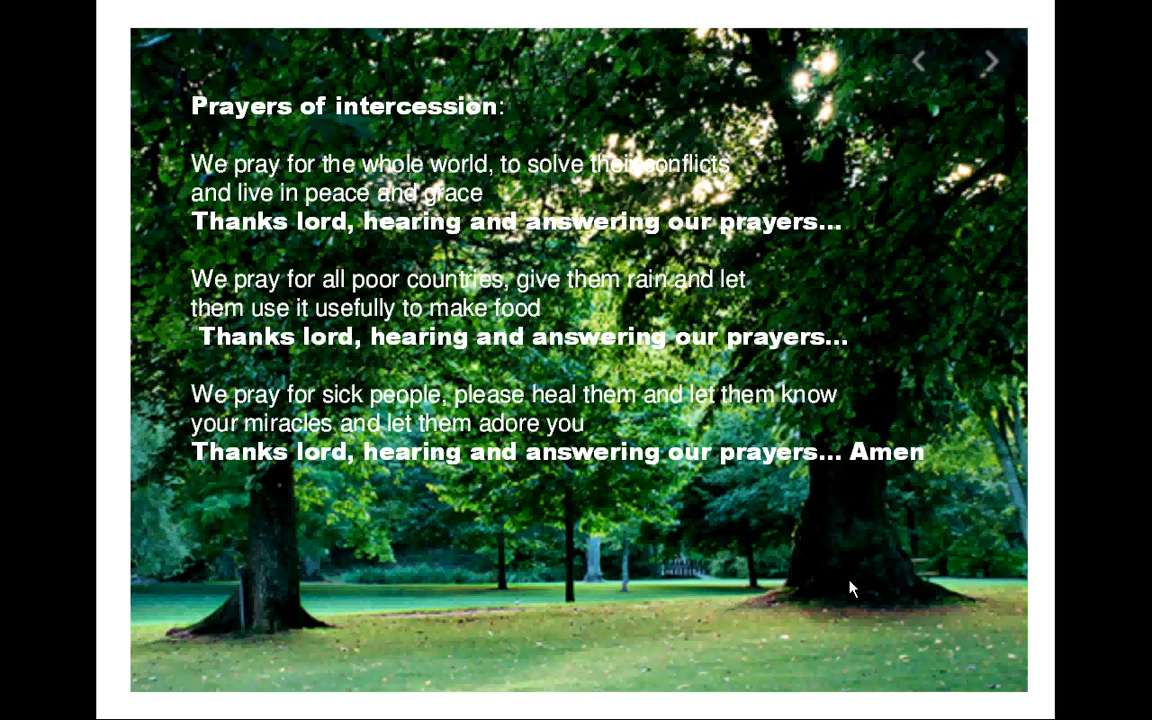 Prayers of intercession:
We pray for the whole world, to solve their conflicts
and live in peace and grace
Thanks lord, hearing and answering our prayers...
We pray for all poor countries, give them rain and let
them use it usefully to make food
Thanks lord, hearing and answering our prayers...
We pray for sick people, please heal them and let them know
your miracles and let them adore you
Thanks lord, hearing and answering our prayers... Amen